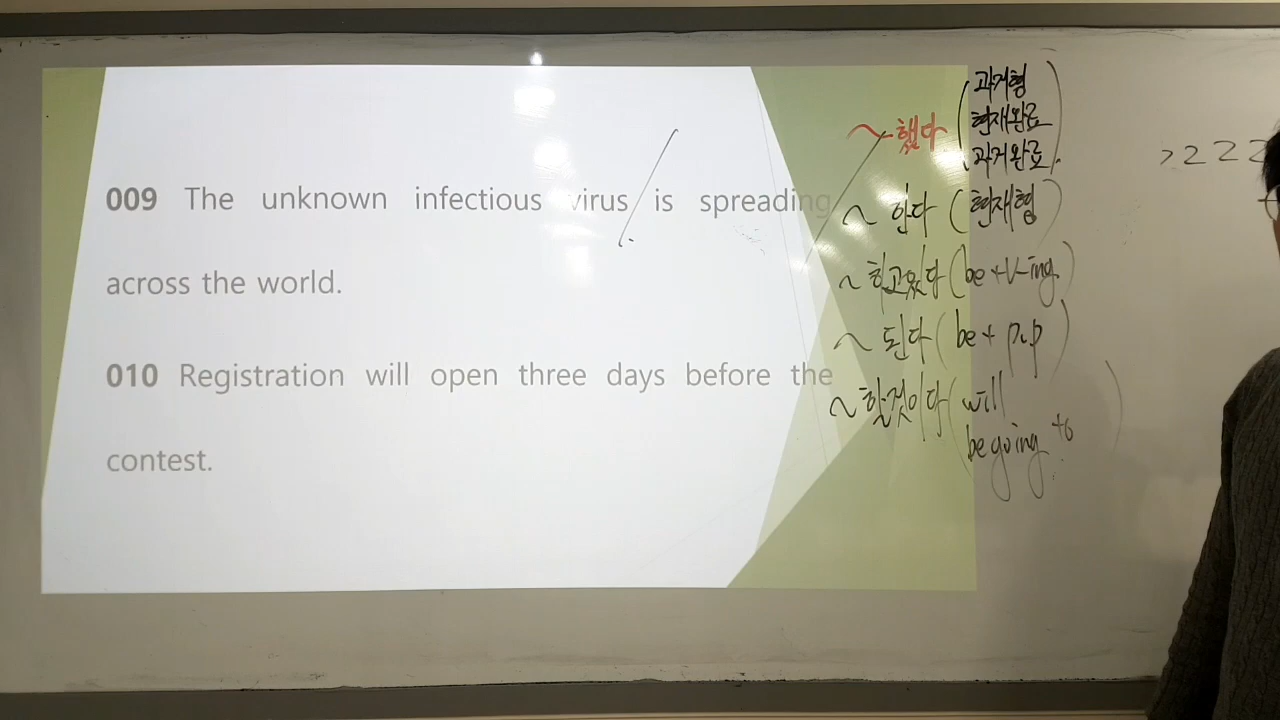 009 The unknown infectious virus is spreading
across the world.
010 Registration will open three days before the
contest.
~했다 (과거형
현재완료
과거완료)
~한다 (현재형)
~하고있다 (be+V-ing)
~된다 (be+p.p)
~할것이다 (will
be going to)
222